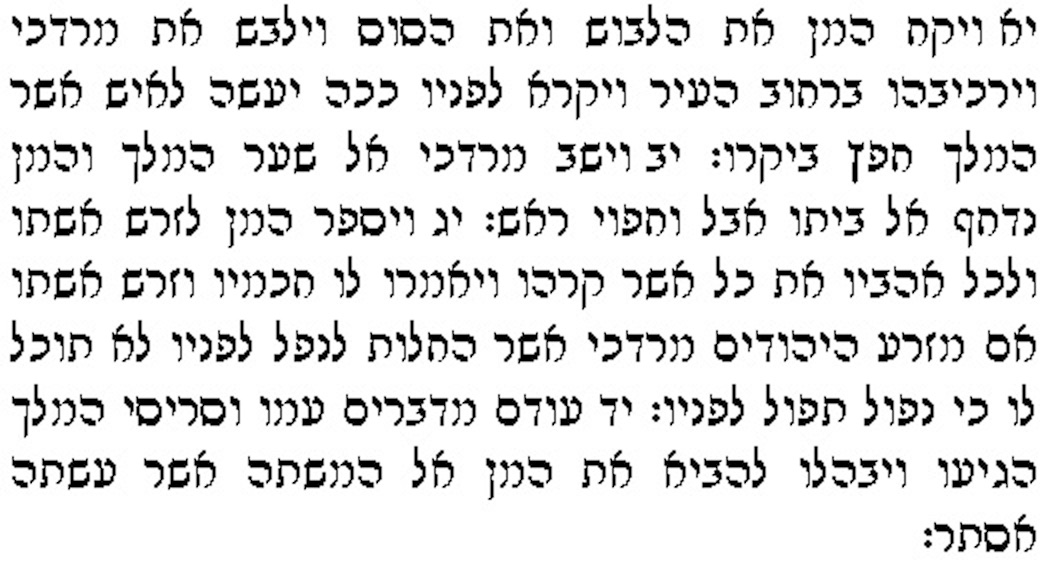 יא ויקח המן את הלבוש ואת הסוס וילבש את מרדכי
וירכיבהו ברחוב העיר ויקרא לפניו ככה יעשה לאיש אשר
המלך חפץ ביקרו: יב וישב מרדכי אל שער המלך והמן
נדחף אל ביתו אבל וחפוי ראש: יג ויספר המן לזרש אשתו
ולכל אהביו את כל אשר קרהו ויאמרו לו חכמיו וזרש אשתו
אם מזרע היהודים מרדכי אשר החלות לנפל לפניו לא תוכל
לו כי נפול תפול לפניו: יד עודם מדברים עמו וסריסי המלך
הגיעו ויבהלו להביא את המן אל המשתה אשר עשתה
אסתר: